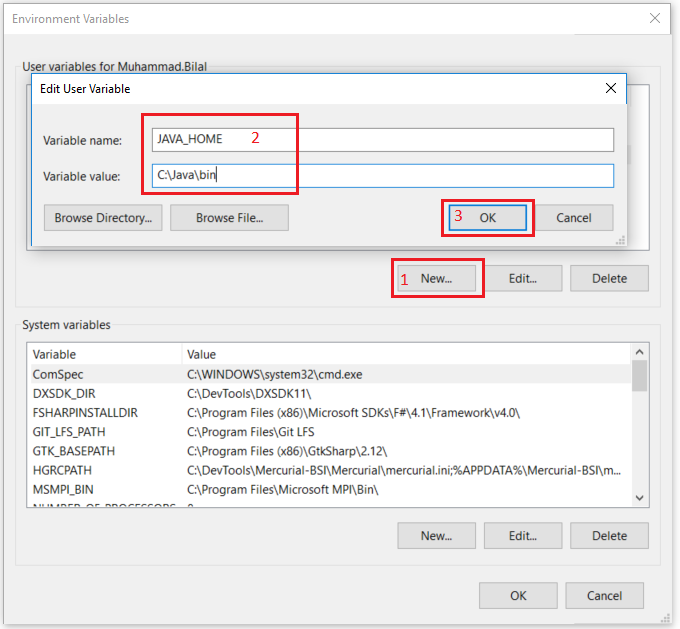 Environment Variables
User variables for Muhammad.Bilal
Edit User Variable
Variable name: JAVA_HOME 2
Variable value: C:\Java\bin
Browse Directory... Browse File... 3 OK Cancel
1 New... Edit... Delete
System variables
Variable Value
ComSpec C:\WINDOWS\system32\cmd.exe
DXSDK_DIR C:\DevTools\DXSDK11\
FSHARPINSTALLDIR C:\Program Files (x86)\Microsoft SDKs\F#\4.1\Framework\v4.0\
GIT_LFS_PATH C:\Program Files\Git LFS
GTK_BASEPATH C:\Program Files (x86)\GtkSharp\2.12\
HGRCPATH C:\DevTools\Mercurial-BSI\Mercurial\mercurial.ini;%APPDATA%\Mercurial-BSI\m...
MSMPI_BIN C:\Program Files\Microsoft MPI\Bin\
NUMBER_OF_PROCESSORS 8
New... Edit... Delete
OK Cancel